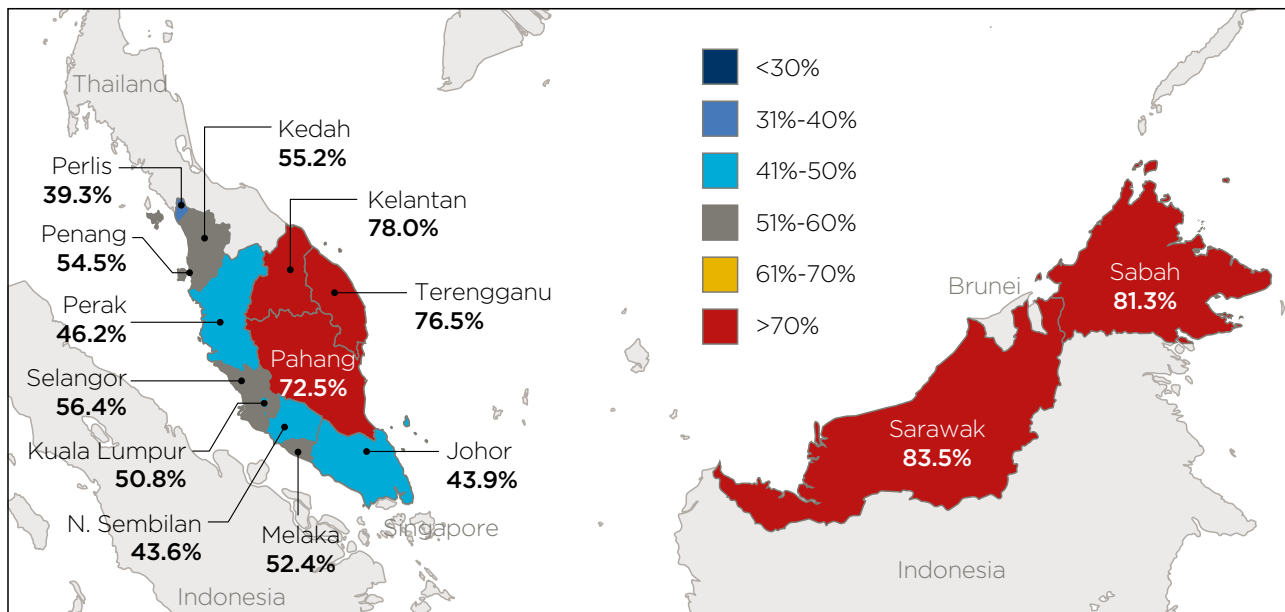 Thailand
Kedah
55.2%
Perlis
39.3%
Kelantan
78.0%
Penang
54.5%
Terengganu
76.5%
Perak
46.2%
Pahang
72.5%
Selangor
56.4%
Kuala Lumpur
50.8%
Johor
43.9%
N. Sembilan
43.6%
Melaka
52.4%
Singapore
Indonesia
<30%
31%-40%
41%-50%
51%-60%
61%-70%
>70%
Brunei
Sabah
81.3%
Sarawak
83.5%
Indonesia